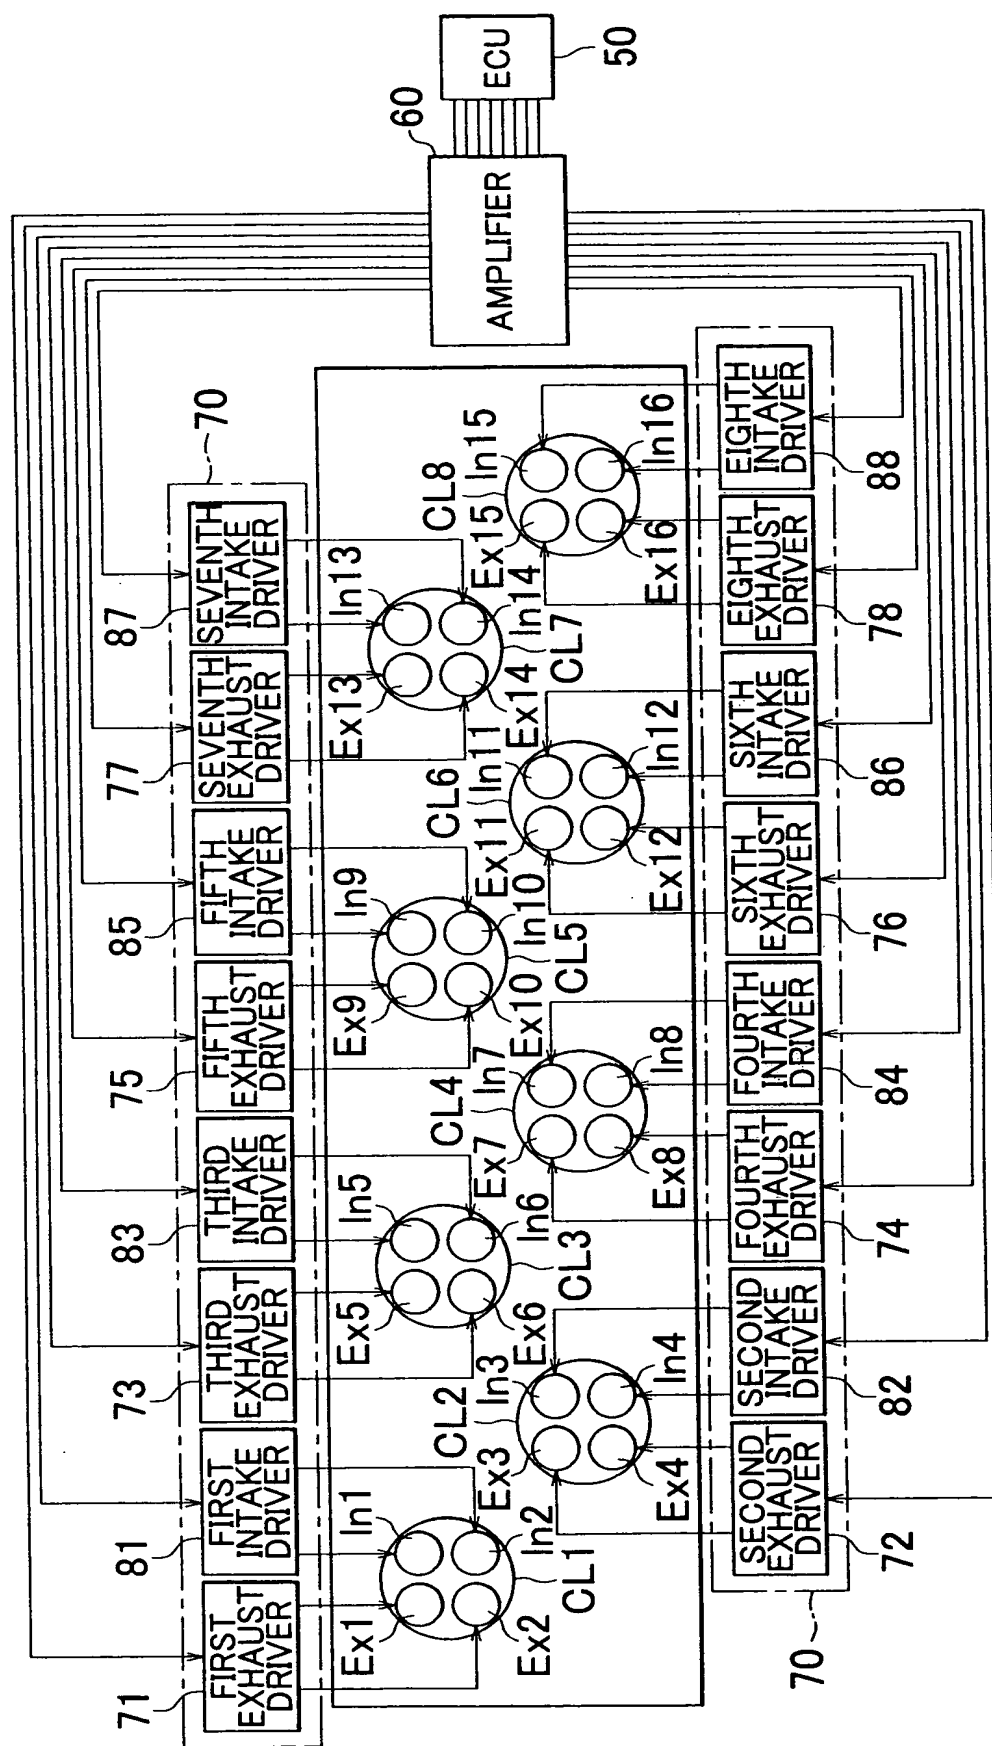 ECU
50
60
AMPLIFIER
70
87
SEVENTH
INTAKE
DRIVER
77
SEVENTH
EXHAUST
DRIVER
85
FIFTH
INTAKE
DRIVER
75
FIFTH
EXHAUST
DRIVER
83
THIRD
INTAKE
DRIVER
73
THIRD
EXHAUST
DRIVER
81
FIRST
INTAKE
DRIVER
71
FIRST
EXHAUST
DRIVER
Ex1
In1
Ex2
In2
CL1
CL2
Ex3
In3
Ex4
In4
Ex5
In5
Ex6
In6
CL3
CL4
Ex7
In7
Ex8
In8
Ex9
In9
Ex10
In10
CL5
CL6
Ex11
In11
Ex12
In12
Ex13
In13
Ex14
In14
CL7
CL8
Ex15
In15
Ex16
In16
SECOND
EXHAUST
DRIVER
72
SECOND
INTAKE
DRIVER
82
FOURTH
EXHAUST
DRIVER
74
FOURTH
INTAKE
DRIVER
84
SIXTH
EXHAUST
DRIVER
76
SIXTH
INTAKE
DRIVER
86
EIGHTH
EXHAUST
DRIVER
78
EIGHTH
INTAKE
DRIVER
88
70